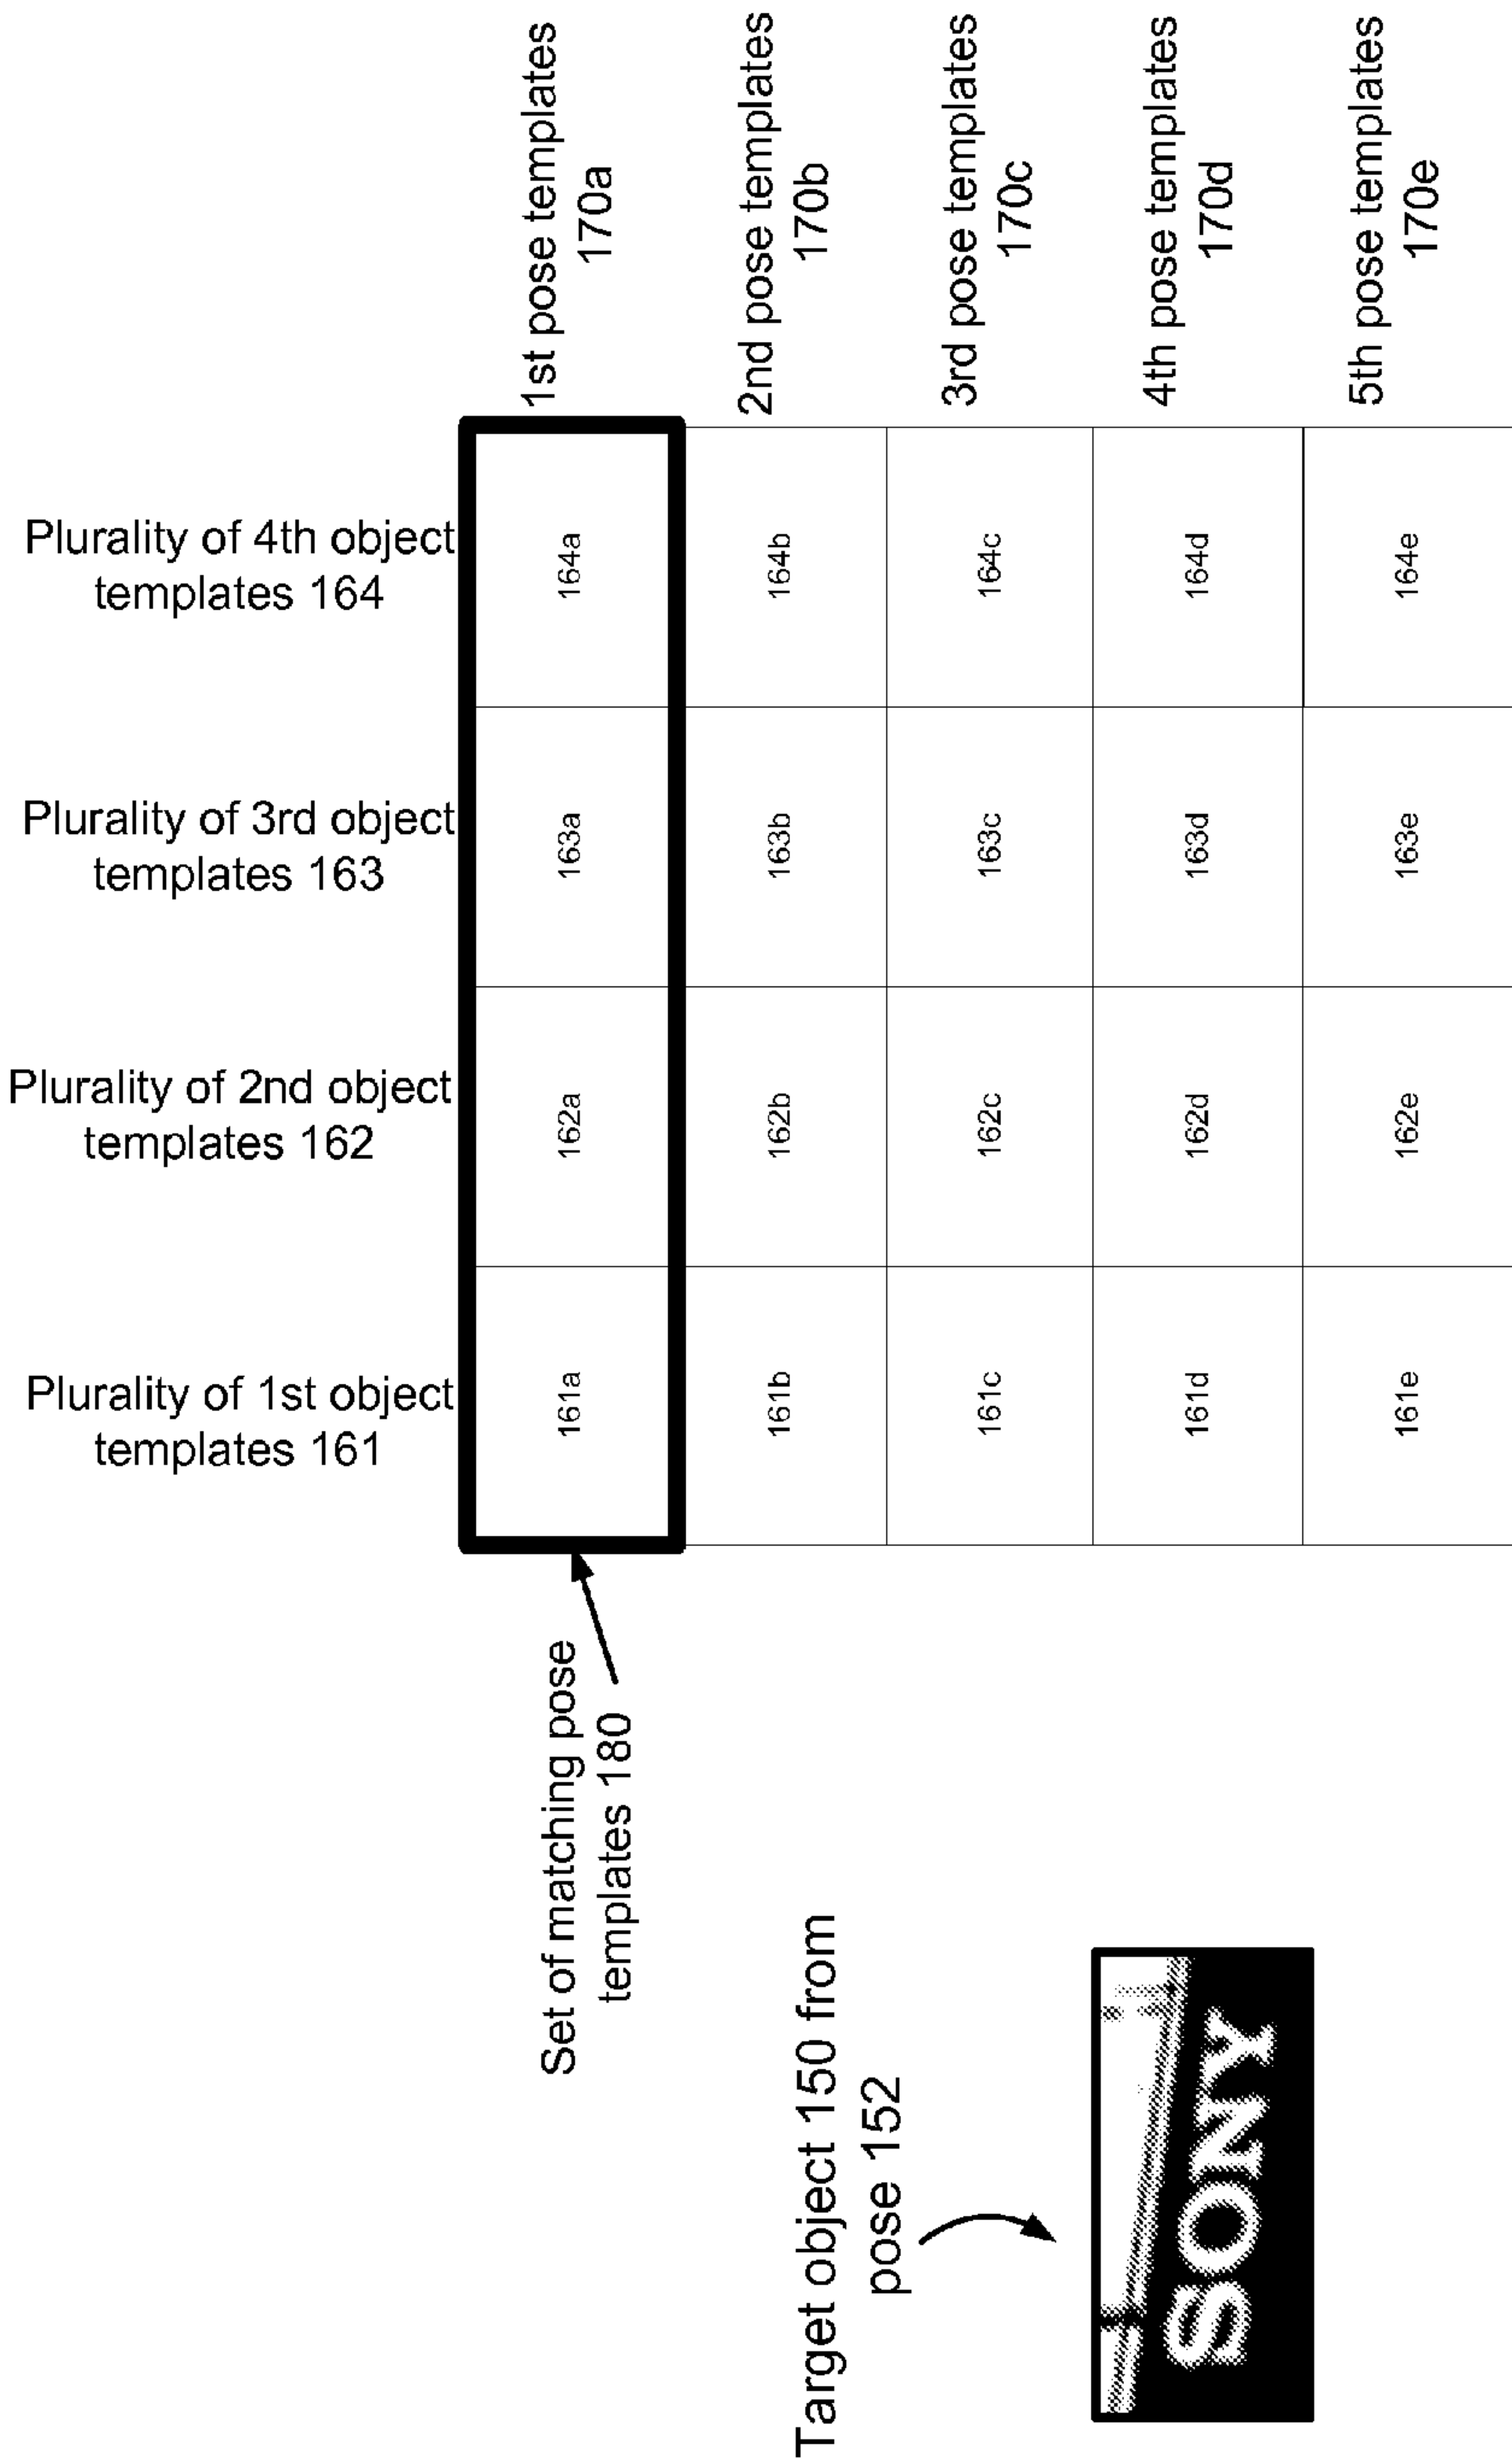 Plurality of 4th object
templates 164
Plurality of 3rd object
templates 163
Plurality of 2nd object
templates 162
Plurality of 1st object
templates 161
1st pose templates
170a
2nd pose templates
170b
3rd pose templates
170c
4th pose templates
170d
5th pose templates
170e
164a
164b
164c
164d
164e
163a
163b
163c
163d
163e
162a
162b
162c
162d
162e
161a
161b
161c
161d
161e
Set of matching pose
templates 180
Target object 150 from
pose 152
SONY